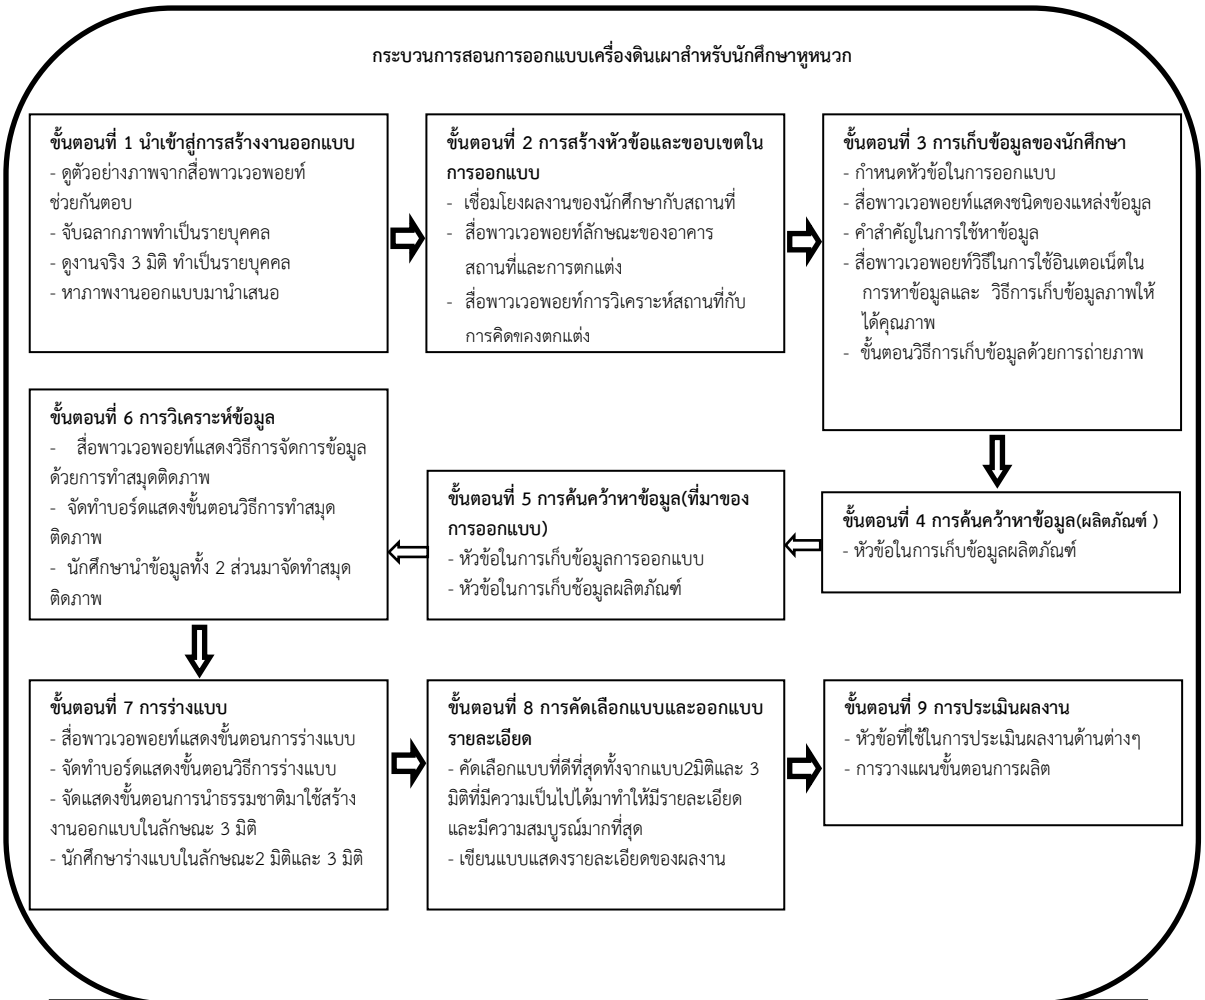 กระบวนการสอนการออกแบบเครื่องดินเผาสำหรับนักศึกษาหูหนวก
ขั้นตอนที่ 1 นำเข้าสู่การสร้างงานออกแบบ
- ดูตัวอย่างภาพจากสื่อพาวเวอพอยท์
ช่วยกันตอบ
- จับฉลากภาพทำเป็นรายบุคคล
- ดูงานจริง 3 มิติ ทำเป็นรายบุคคล
- หาภาพงานออกแบบมานำเสนอ
ขั้นตอนที่ 2 การสร้างหัวข้อและขอบเขตใน
การออกแบบ
- เชื่อมโยงผลงานของนักศึกษากับสถานที่
- สื่อพาวเวอพอยท์ลักษณะของอาคาร
สถานที่และการตกแต่ง
- สื่อพาวเวอพอยท์การวิเคราะห์สถานที่กับ
การคิดของตกแต่ง
ขั้นตอนที่ 3 การเก็บข้อมูลของนักศึกษา
- กำหนดหัวข้อในการออกแบบ
- สื่อพาวเวอพอยท์แสดงชนิดของแหล่งข้อมูล
- คำสำคัญในการใช้หาข้อมูล
- สื่อพาวเวอพอยท์วิธีในการใช้อินเตอเน็ตใน
การหาข้อมูลและ วิธีการเก็บข้อมูลภาพให้
ได้คุณภาพ
- ขั้นตอนวิธีการเก็บข้อมูลด้วยการถ่ายภาพ
ขั้นตอนที่ 4 การค้นคว้าหาข้อมูล(ผลิตภัณฑ์ )
- หัวข้อในการเก็บข้อมูลผลิตภัณฑ์
ขั้นตอนที่ 5 การค้นคว้าหาข้อมูล(ที่มาของ
การออกแบบ)
- หัวข้อในการเก็บข้อมูลการออกแบบ
- หัวข้อในการเก็บช้อมูลผลิตภัณฑ์
ขั้นตอนที่ 6 การวิเคราะห์ข้อมูล
- สื่อพาวเวอพอยท์แสดงวิธีการจัดการข้อมูล
ด้วยการทำสมุดติดภาพ
- จัดทำบอร์ดแสดงขั้นตอนวิธีการทำสมุด
ติดภาพ
- นักศึกษานำข้อมูลทั้ง 2 ส่วนมาจัดทำสมุด
ติดภาพ
ขั้นตอนที่ 7 การร่างแบบ
- สื่อพาวเวอพอยท์แสดงขั้นตอนการร่างแบบ
- จัดทำบอร์ดแสดงขั้นตอนวิธีการร่างแบบ
- จัดแสดงขั้นตอนการนำธรรมชาติมาใช้สร้าง
งานออกแบบในลักษณะ 3 มิติ
- นักศึกษาร่างแบบในลักษณะ2 มิติและ 3 มิติ
ขั้นตอนที่ 8 การคัดเลือกแบบและออกแบบ
รายละเอียด
- คัดเลือกแบบที่ดีที่สุดทั้งจากแบบ2มิติและ 3
มิติที่มีความเป็นไปได้มาทำให้มีรายละเอียด
และมีความสมบูรณ์มากที่สุด
- เขียนแบบแสดงรายละเอียดของผลงาน
ขั้นตอนที่ 9 การประเมินผลงาน
- หัวข้อที่ใช้ในการประเมินผลงานด้านต่างๆ
- การวางแผนขั้นตอนการผลิต